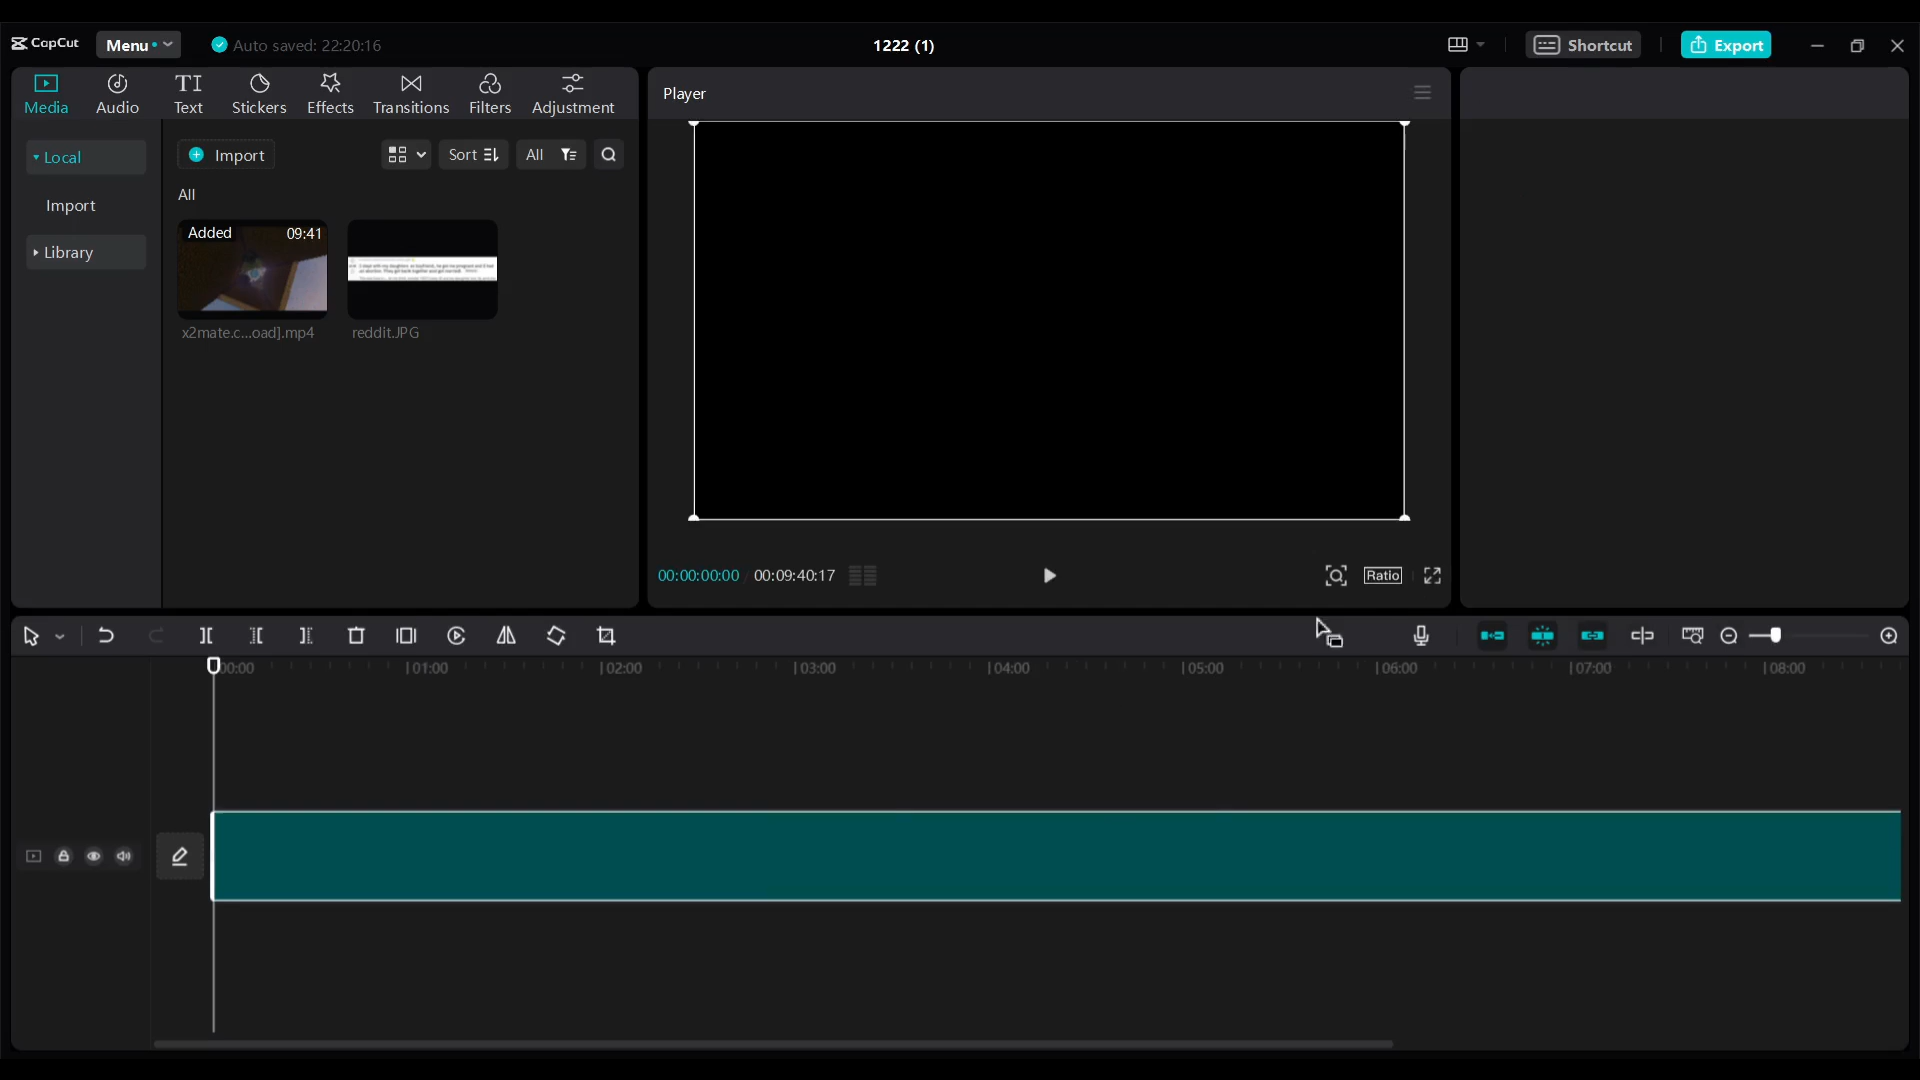 CapCut Menu Auto saved: 22:20:16 1222 (1) Shortcut Export
Media Audio TI Text Stickers Effects Transitions Filters Adjustment
Player
Local
Import
Library
Import Sort All
All
Added 09:41
x2mate.c...oad].mp4 reddit.JPG
00:00:00:00 / 00:09:40:17 Ratio
00:00 |01:00 |02:00 |03:00 |04:00 |05:00 |06:00 |07:00 |08:00